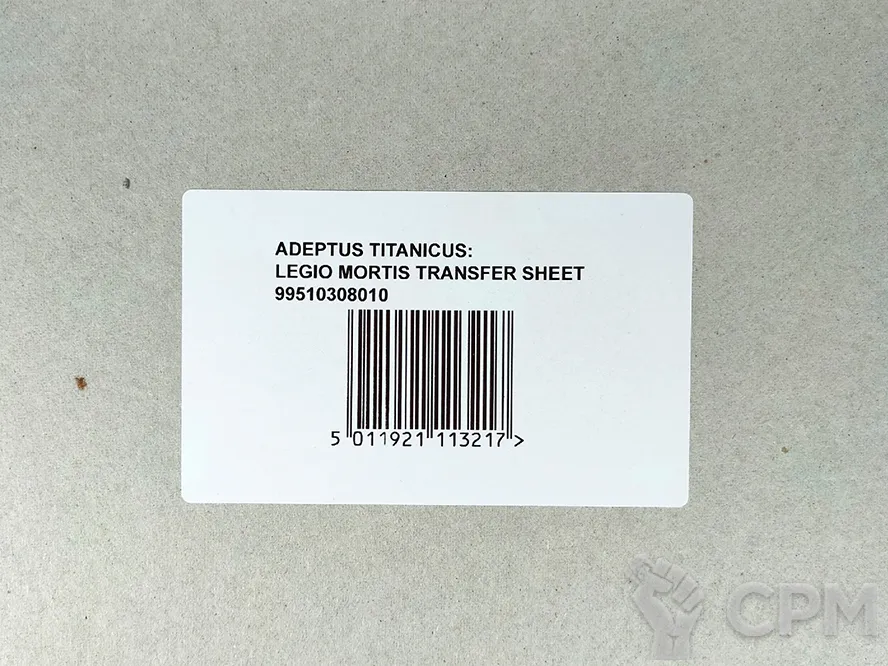 ADEPTUS TITANICUS:
LEGIO MORTIS TRANSFER SHEET
99510308010
5 011921 113217 >
CPM